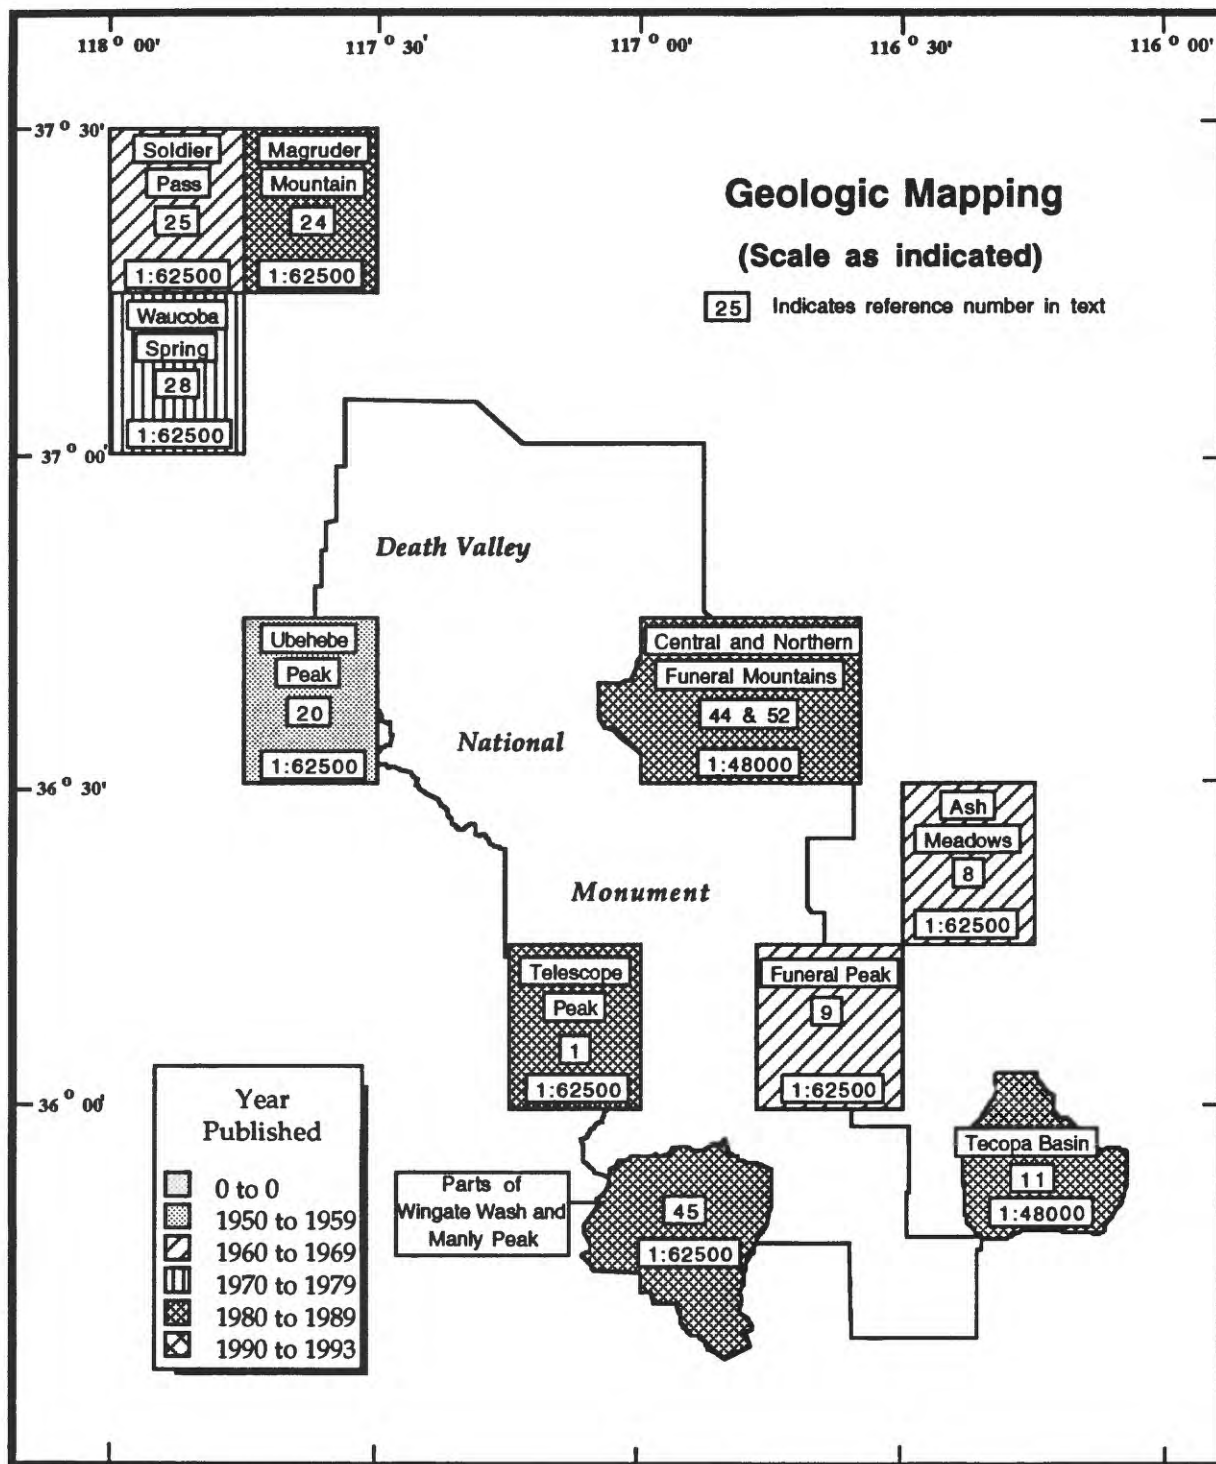 118° 00'
117° 30'
117° 00'
116° 30'
116° 00'
37° 30'
37° 00'
36° 30'
36° 00'
Geologic Mapping
(Scale as indicated)
25 Indicates reference number in text
Soldier
Pass
25
1:62500
Magruder
Mountain
24
1:62500
Waucoba
Spring
28
1:62500
Death Valley
National
Monument
Ubehebe
Peak
20
1:62500
Central and Northern
Funeral Mountains
44 & 52
1:48000
Ash
Meadows
8
1:62500
Telescope
Peak
1
1:62500
Funeral Peak
9
1:62500
Tecopa Basin
11
1:48000
Parts of
Wingate Wash and
Manly Peak
45
1:62500
Year
Published
0 to 0
1950 to 1959
1960 to 1969
1970 to 1979
1980 to 1989
1990 to 1993